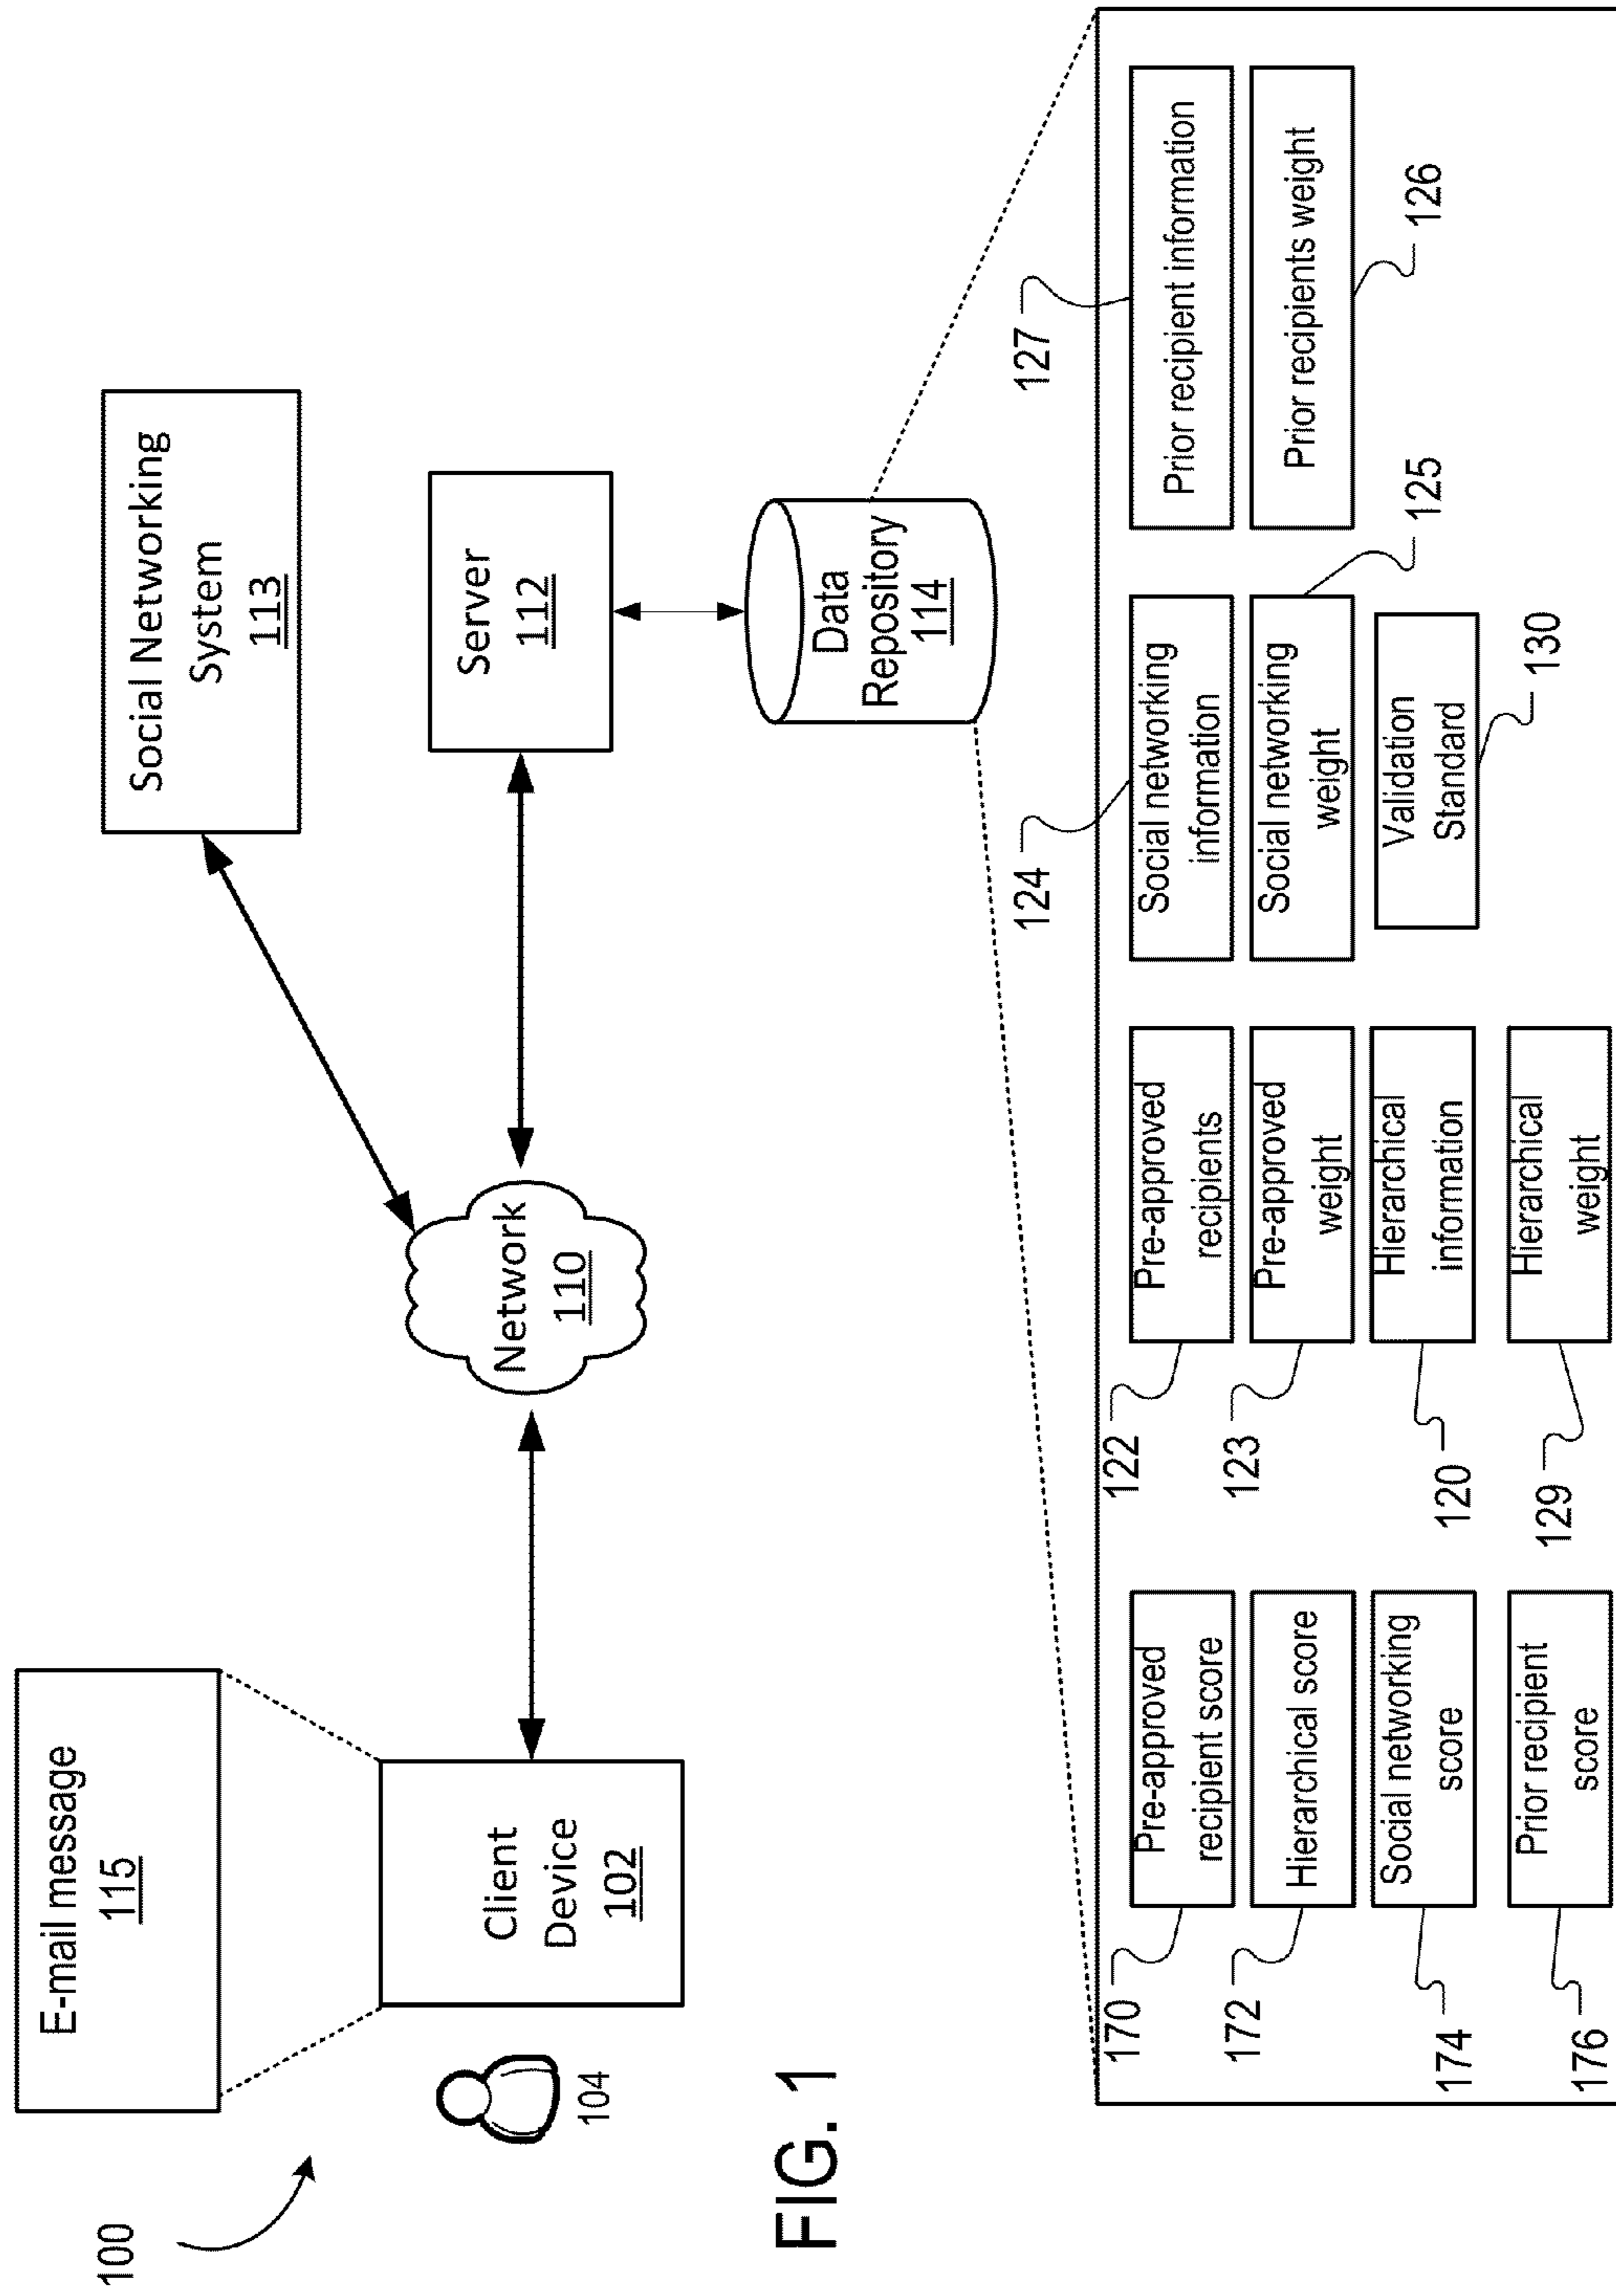 100
E-mail message
115
Social Networking
System
113
104
Client
Device
102
Network
110
Server
112
Data
Repository
114
FIG. 1
170
Pre-approved
recipient score
172
Hierarchical score
174
Social networking
score
176
Prior recipient
score
122
Pre-approved
recipients
123
Pre-approved
weight
120
Hierarchical
information
129
Hierarchical
weight
124
Social networking
information
Social networking
weight
125
Validation
Standard
130
127
Prior recipient information
Prior recipients weight
126